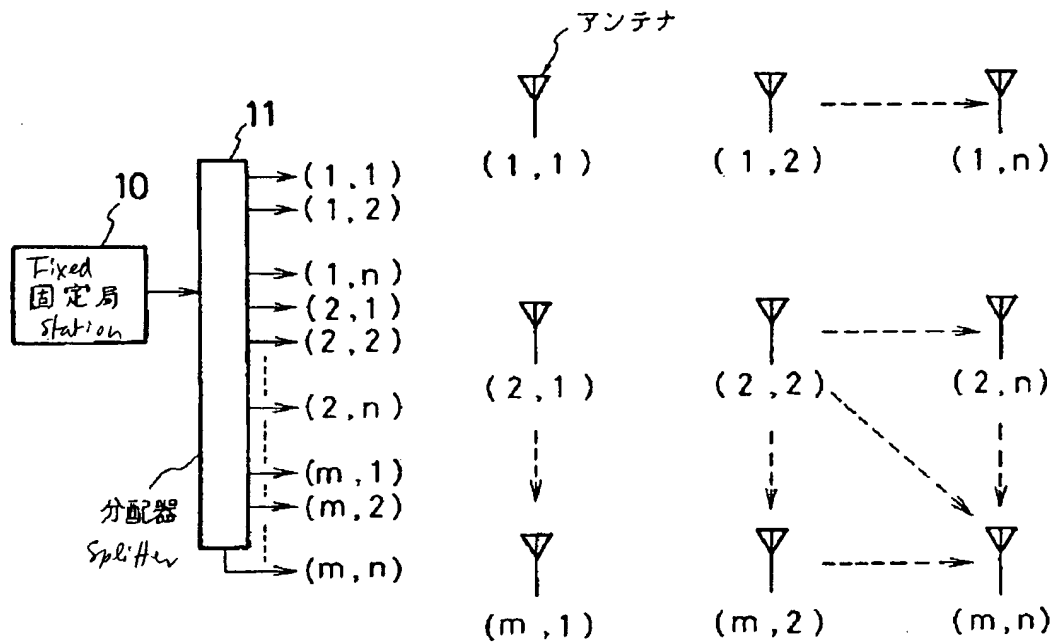 アンテナ
11
10
Fixed
固定局
Station
(1,1)
(1,2)
(1,n)
(2,1)
(2,2)
(2,n)
(m,1)
(m,2)
(m,n)
分配器
Splitter
(1,1) (1,2) (1,n)
(2,1) (2,2) (2,n)
(m,1) (m,2) (m,n)